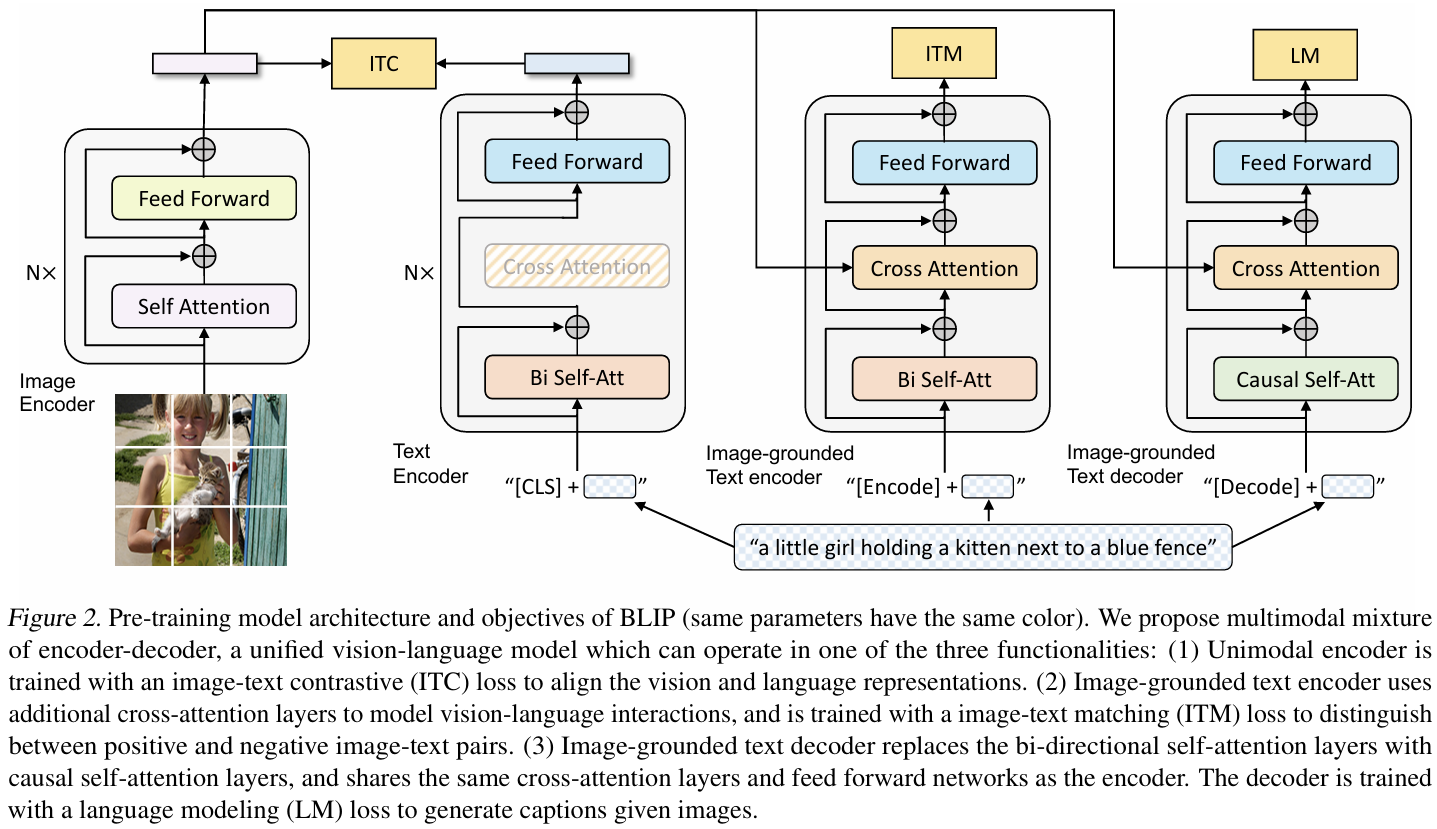 ITC
ITM
LM
Feed Forward
Self Attention
N×
Image
Encoder
Feed Forward
Cross Attention
Bi Self-Att
N×
Text
Encoder
“[CLS] + ”
Feed Forward
Cross Attention
Bi Self-Att
Image-grounded
Text encoder
“[Encode] + ”
Feed Forward
Cross Attention
Causal Self-Att
Image-grounded
Text decoder
“[Decode] + ”
“a little girl holding a kitten next to a blue fence”
Figure 2. Pre-training model architecture and objectives of BLIP (same parameters have the same color). We propose multimodal mixture
of encoder-decoder, a unified vision-language model which can operate in one of the three functionalities: (1) Unimodal encoder is
trained with an image-text contrastive (ITC) loss to align the vision and language representations. (2) Image-grounded text encoder uses
additional cross-attention layers to model vision-language interactions, and is trained with a image-text matching (ITM) loss to distinguish
between positive and negative image-text pairs. (3) Image-grounded text decoder replaces the bi-directional self-attention layers with
causal self-attention layers, and shares the same cross-attention layers and feed forward networks as the encoder. The decoder is trained
with a language modeling (LM) loss to generate captions given images.